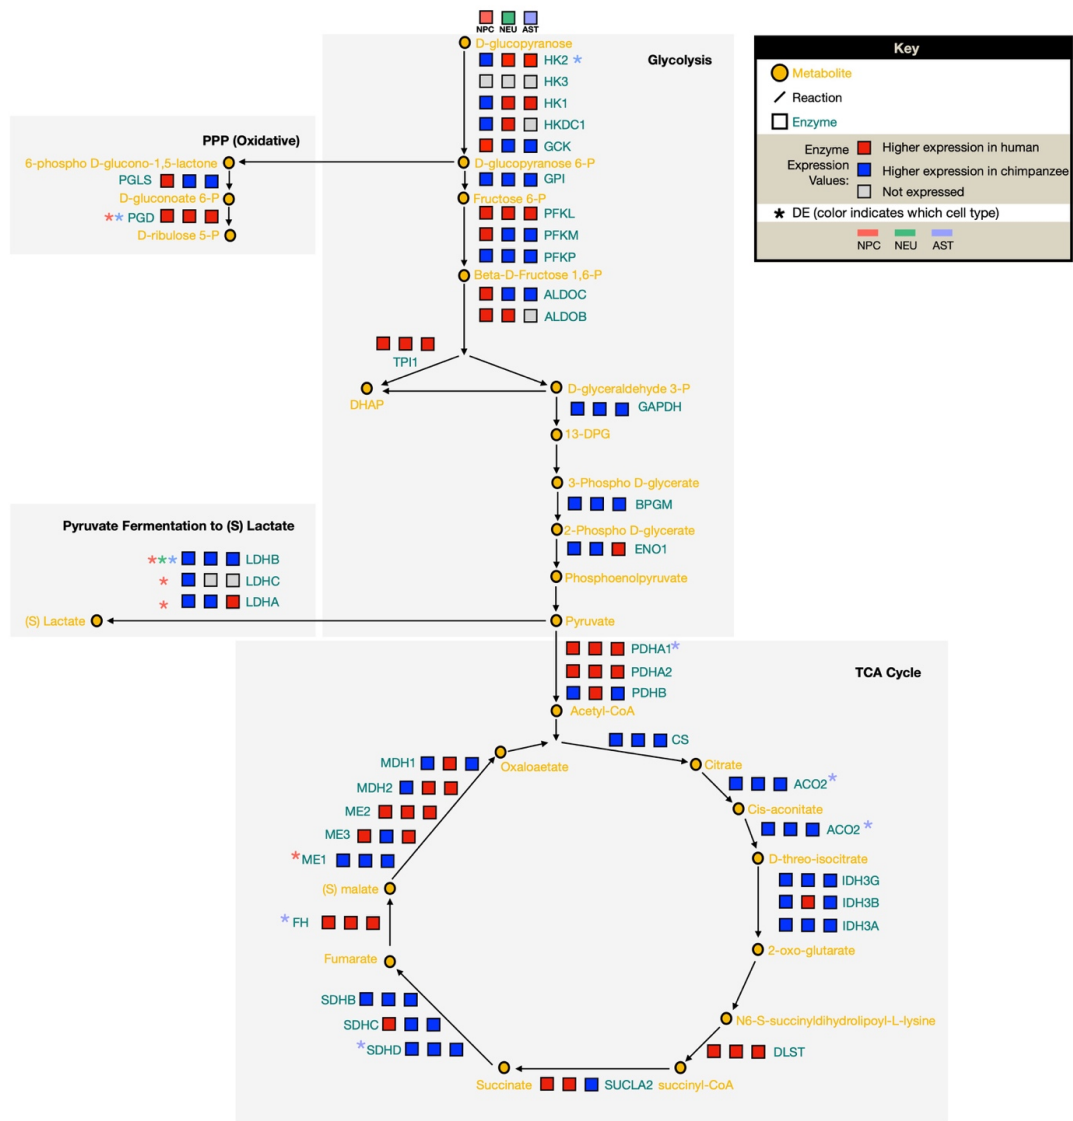 NPC NEU AST
D-glucopyranose
Glycolysis
HK2 *
HK3
HK1
HKDC1
GCK
D-glucopyranose 6-P
GPI
Fructose 6-P
PFKL
PFKM
PFKP
Beta-D-Fructose 1,6-P
ALDOC
ALDOB
TPI1
DHAP
D-glyceraldehyde 3-P
GAPDH
13-DPG
3-Phospho D-glycerate
BPGM
2-Phospho D-glycerate
ENO1
Phosphoenolpyruvate
Pyruvate
PPP (Oxidative)
6-phospho D-glucono-1,5-lactone
PGLS
D-gluconoate 6-P
** PGD
D-ribulose 5-P
Key
Metabolite
Reaction
Enzyme
Enzyme Expression Values:
Higher expression in human
Higher expression in chimpanzee
Not expressed
* DE (color indicates which cell type)
NPC NEU AST
Pyruvate Fermentation to (S) Lactate
*** LDHB
* LDHC
* LDHA
(S) Lactate
TCA Cycle
PDHA1*
PDHA2
PDHB
Acetyl-CoA
CS
Oxaloaetate
Citrate
MDH1
MDH2
ME2
ME3
*ME1
ACO2*
Cis-aconitate
ACO2 *
D-threo-isocitrate
IDH3G
IDH3B
IDH3A
(S) malate
*FH
Fumarate
2-oxo-glutarate
SDHB
SDHC
*SDHD
N6-S-succinyldihydrolipoyl-L-lysine
DLST
Succinate
SUCLA2
succinyl-CoA